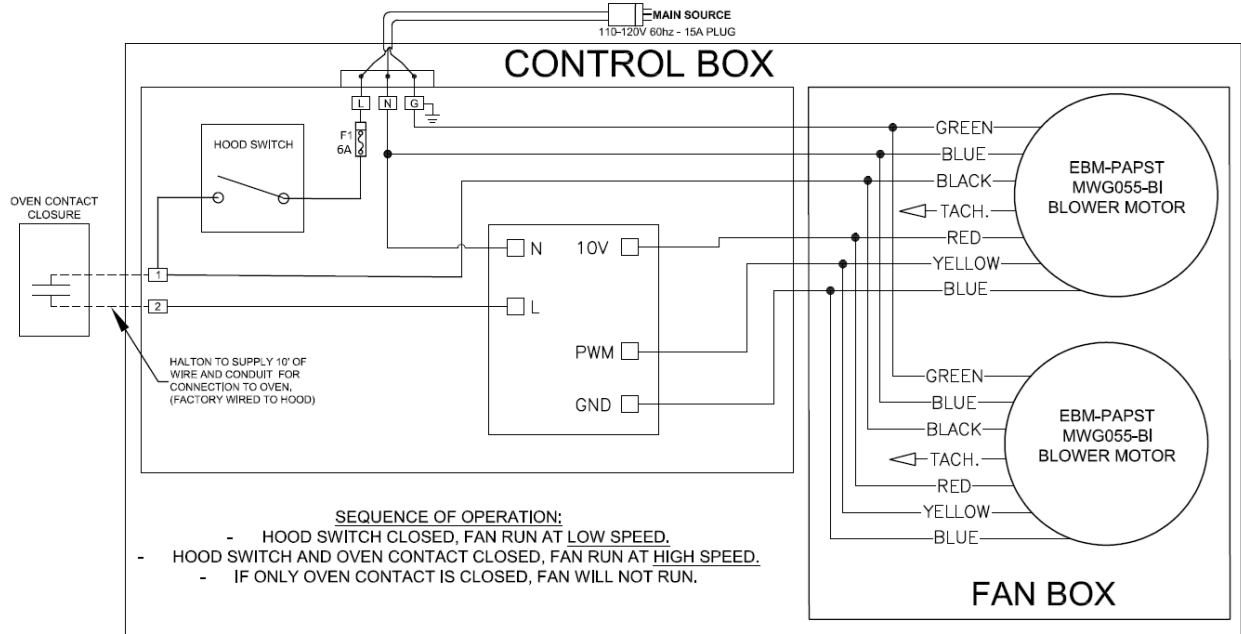 MAIN SOURCE
110-120V 60hz - 15A PLUG
CONTROL BOX
L N G
F1
6A
HOOD SWITCH
OVEN CONTACT
CLOSURE
1
2
HALTON TO SUPPLY 10' OF
WIRE AND CONDUIT FOR
CONNECTION TO OVEN,
(FACTORY WIRED TO HOOD)
N 10V
L
PWM
GND
GREEN
BLUE
BLACK
TACH.
RED
YELLOW
BLUE
EBM-PAPST
MWG055-BI
BLOWER MOTOR
GREEN
BLUE
BLACK
TACH.
RED
YELLOW
BLUE
EBM-PAPST
MWG055-BI
BLOWER MOTOR
SEQUENCE OF OPERATION:
- HOOD SWITCH CLOSED, FAN RUN AT LOW SPEED.
- HOOD SWITCH AND OVEN CONTACT CLOSED, FAN RUN AT HIGH SPEED.
- IF ONLY OVEN CONTACT IS CLOSED, FAN WILL NOT RUN.
FAN BOX